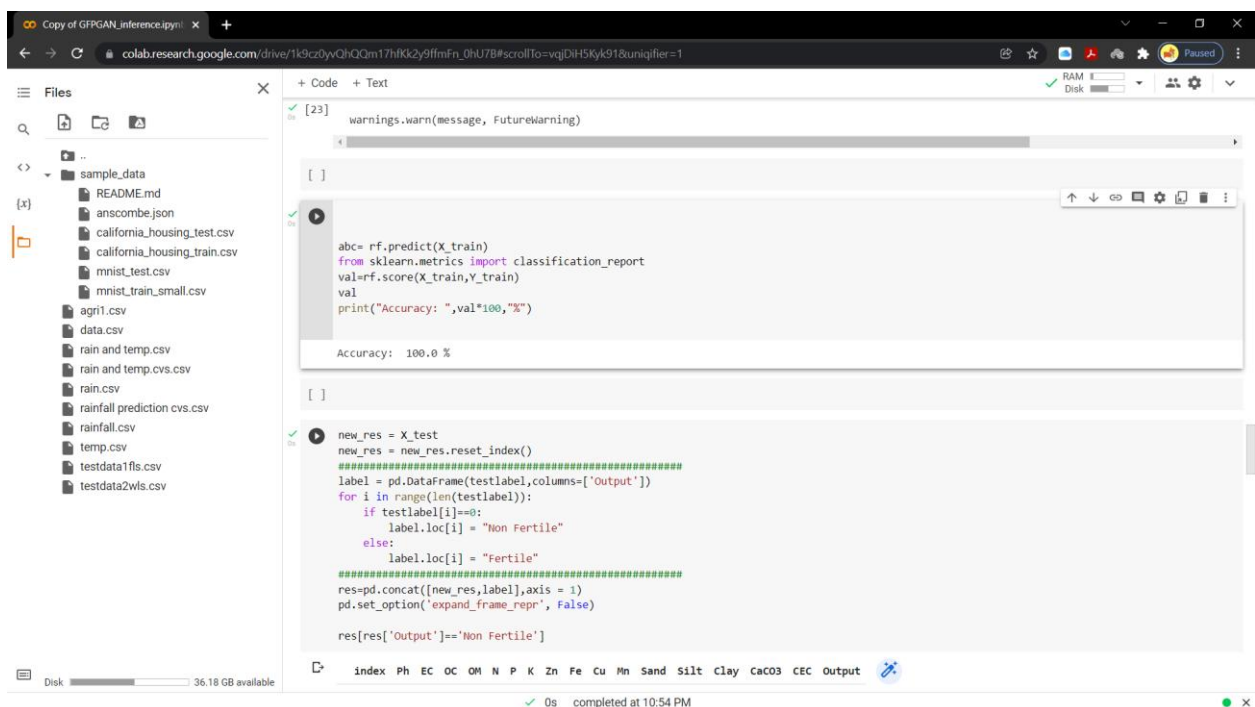 Copy of GFPGAN_inference.ipynb
colab.research.google.com/drive/1k9cz0yvQhQQm17hfKk2y9ffmFn_0hU7B#scrollTo=vqjDiH5Kyk91&uniqifier=1
Paused
Files
+ Code + Text
RAM
Disk
..
sample_data
README.md
anscombe.json
california_housing_test.csv
california_housing_train.csv
mnist_test.csv
mnist_train_small.csv
agri1.csv
data.csv
rain and temp.csv
rain and temp.cvs.csv
rain.csv
rainfall prediction cvs.csv
rainfall.csv
temp.csv
testdata1fls.csv
testdata2wls.csv
Disk 36.18 GB available
[23]
0s
warnings.warn(message, FutureWarning)
[ ]
0s
abc= rf.predict(X_train)
from sklearn.metrics import classification_report
val=rf.score(X_train,Y_train)
val
print("Accuracy: ",val*100,"%")
Accuracy:  100.0 %
[ ]
0s
new_res = X_test
new_res = new_res.reset_index()
#######################################################
label = pd.DataFrame(testlabel,columns=['Output'])
for i in range(len(testlabel)):
    if testlabel[i]==0:
        label.loc[i] = "Non Fertile"
    else:
        label.loc[i] = "Fertile"
#######################################################
res=pd.concat([new_res,label],axis = 1)
pd.set_option('expand_frame_repr', False)
res[res['Output']=='Non Fertile']
index Ph EC OC OM N P K Zn Fe Cu Mn Sand Silt Clay CaCO3 CEC Output
0s completed at 10:54 PM